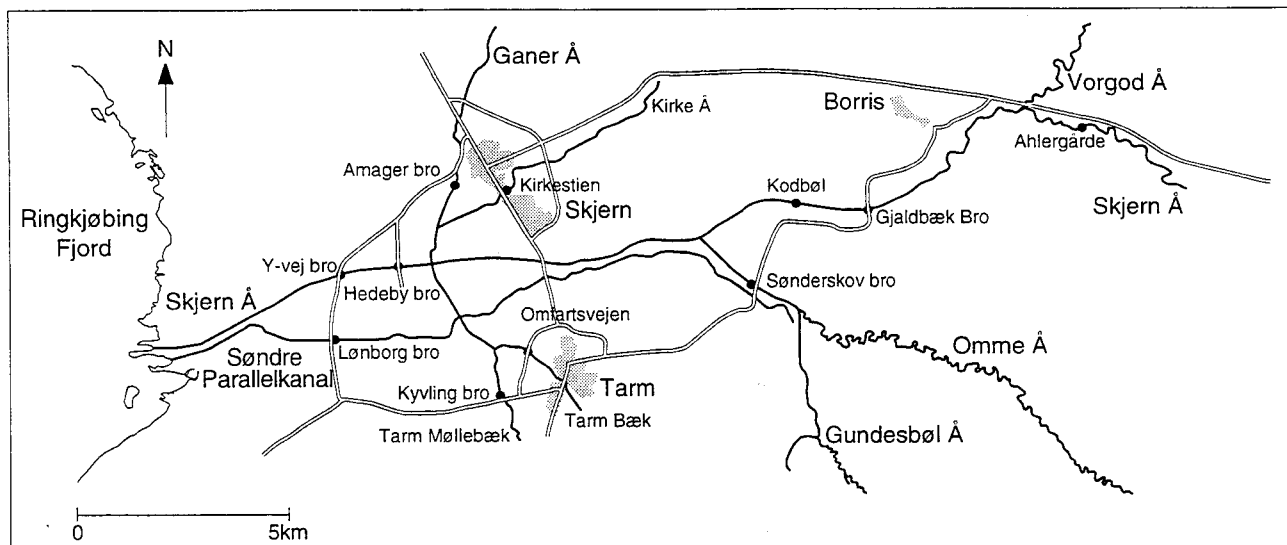 N
Ganer Å
Vorgod Å
Kirke Å
Borris
Ahlergårde
Amager bro
Kirkestien
Kodbøl
Skjern
Skjern Å
Gjaldbæk Bro
Ringkjøbing
Fjord
Y-vej bro
Hedeby bro
Sønderskov bro
Skjern Å
Omfartsvejen
Søndre
Parallelkanal
Lønborg bro
Omme Å
Kyvling bro
Tarm
Tarm Bæk
Tarm Møllebæk
Gundesbøl Å
0
5km